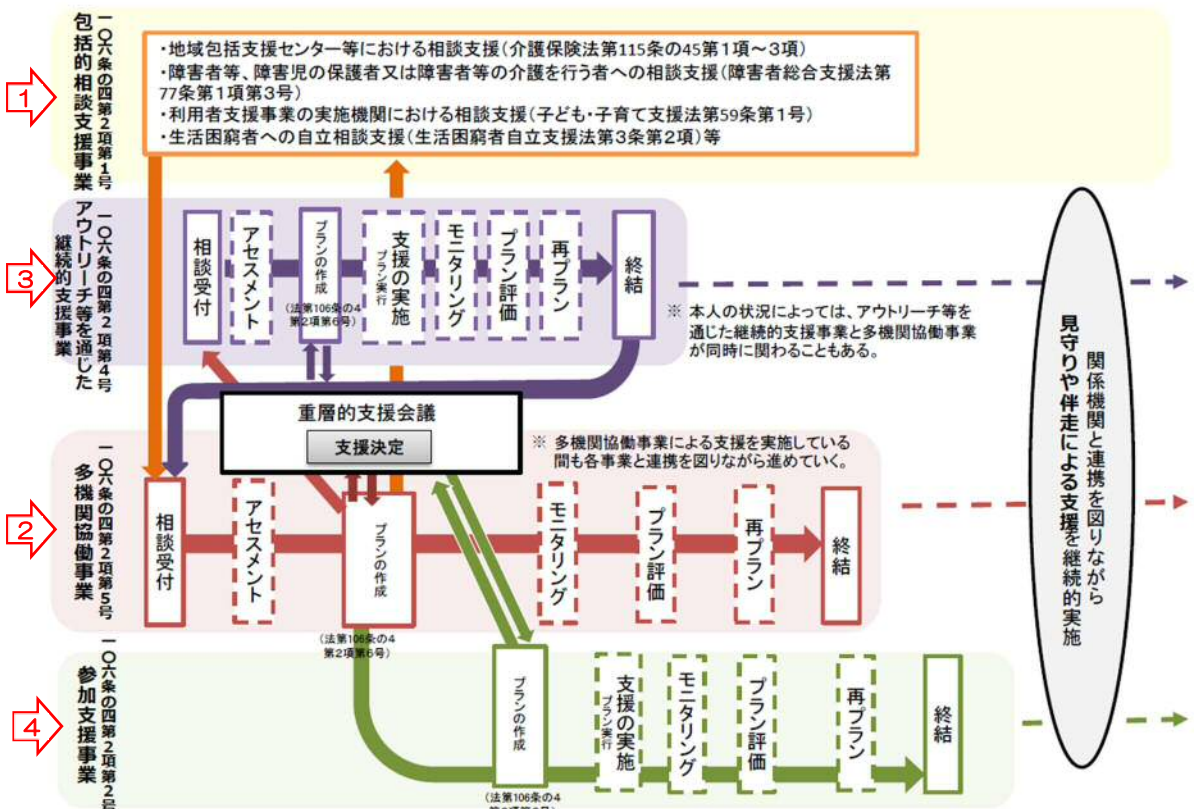 1
包括的相談支援事業
一〇六条の四第2項第1号
・地域包括支援センター等における相談支援(介護保険法第115条の45第1項~3項)
・障害者等、障害児の保護者又は障害者等の介護を行う者への相談支援(障害者総合支援法第
77条第1項第3号)
・利用者支援事業の実施機関における相談支援(子ども・子育て支援法第59条第1号)
・生活困窮者への自立相談支援(生活困窮者自立支援法第3条第2項)等
3
アウトリーチ等を通じた
継続的支援事業
一〇六条の四第2項第4号
相談受付
アセスメント
プランの作成
(法第106条の4
第2項第6号)
支援の実施
プラン実行
モニタリング
プラン評価
再プラン
終結
※ 本人の状況によっては、アウトリーチ等を
通じた継続的支援事業と多機関協働事業
が同時に関わることもある。
重層的支援会議
支援決定
※ 多機関協働事業による支援を実施している
間も各事業と連携を図りながら進めていく。
2
多機関協働事業
一〇六条の四第2項第5号
相談受付
アセスメント
プランの作成
(法第106条の4
第2項第6号)
モニタリング
プラン評価
再プラン
終結
4
参加支援事業
一〇六条の四第2項第2号
プランの作成
(法第106条の4
支援の実施
プラン実行
モニタリング
プラン評価
再プラン
終結
関係機関と連携を図りながら
見守りや伴走による支援を継続的実施